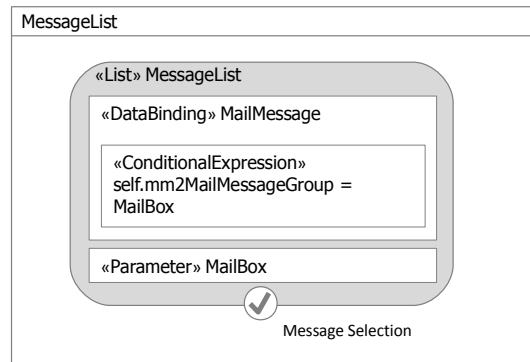 MessageList
«List» MessageList
«DataBinding» MailMessage
«ConditionalExpression»
self.mm2MailMessageGroup =
MailBox
«Parameter» MailBox
Message Selection